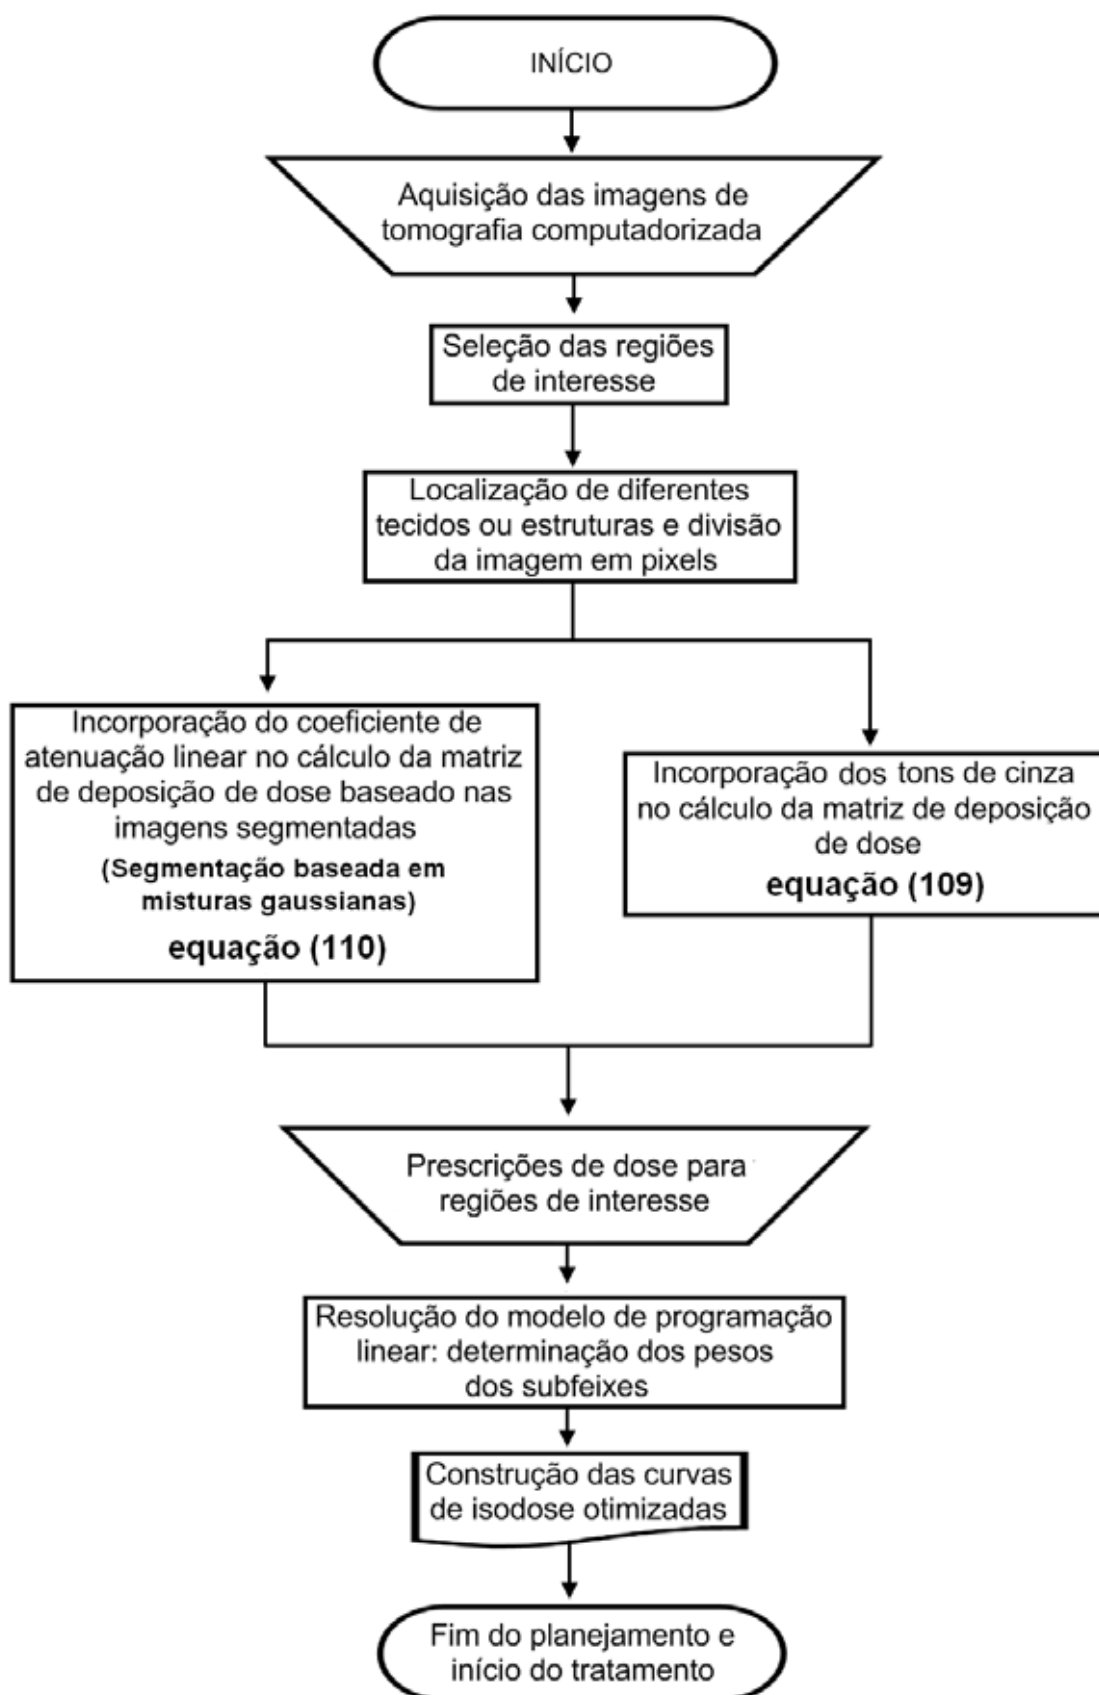 INÍCIO
Aquisição das imagens de
tomografia computadorizada
Seleção das regiões
de interesse
Localização de diferentes
tecidos ou estruturas e divisão
da imagem em pixels
Incorporação do coeficiente de
atenuação linear no cálculo da matriz
de deposição de dose baseado nas
imagens segmentadas
(Segmentação baseada em
misturas gaussianas)
equação (110)
Incorporação dos tons de cinza
no cálculo da matriz de deposição
de dose
equação (109)
Prescrições de dose para
regiões de interesse
Resolução do modelo de programação
linear: determinação dos pesos
dos subfeixes
Construção das curvas
de isodose otimizadas
Fim do planejamento e
início do tratamento